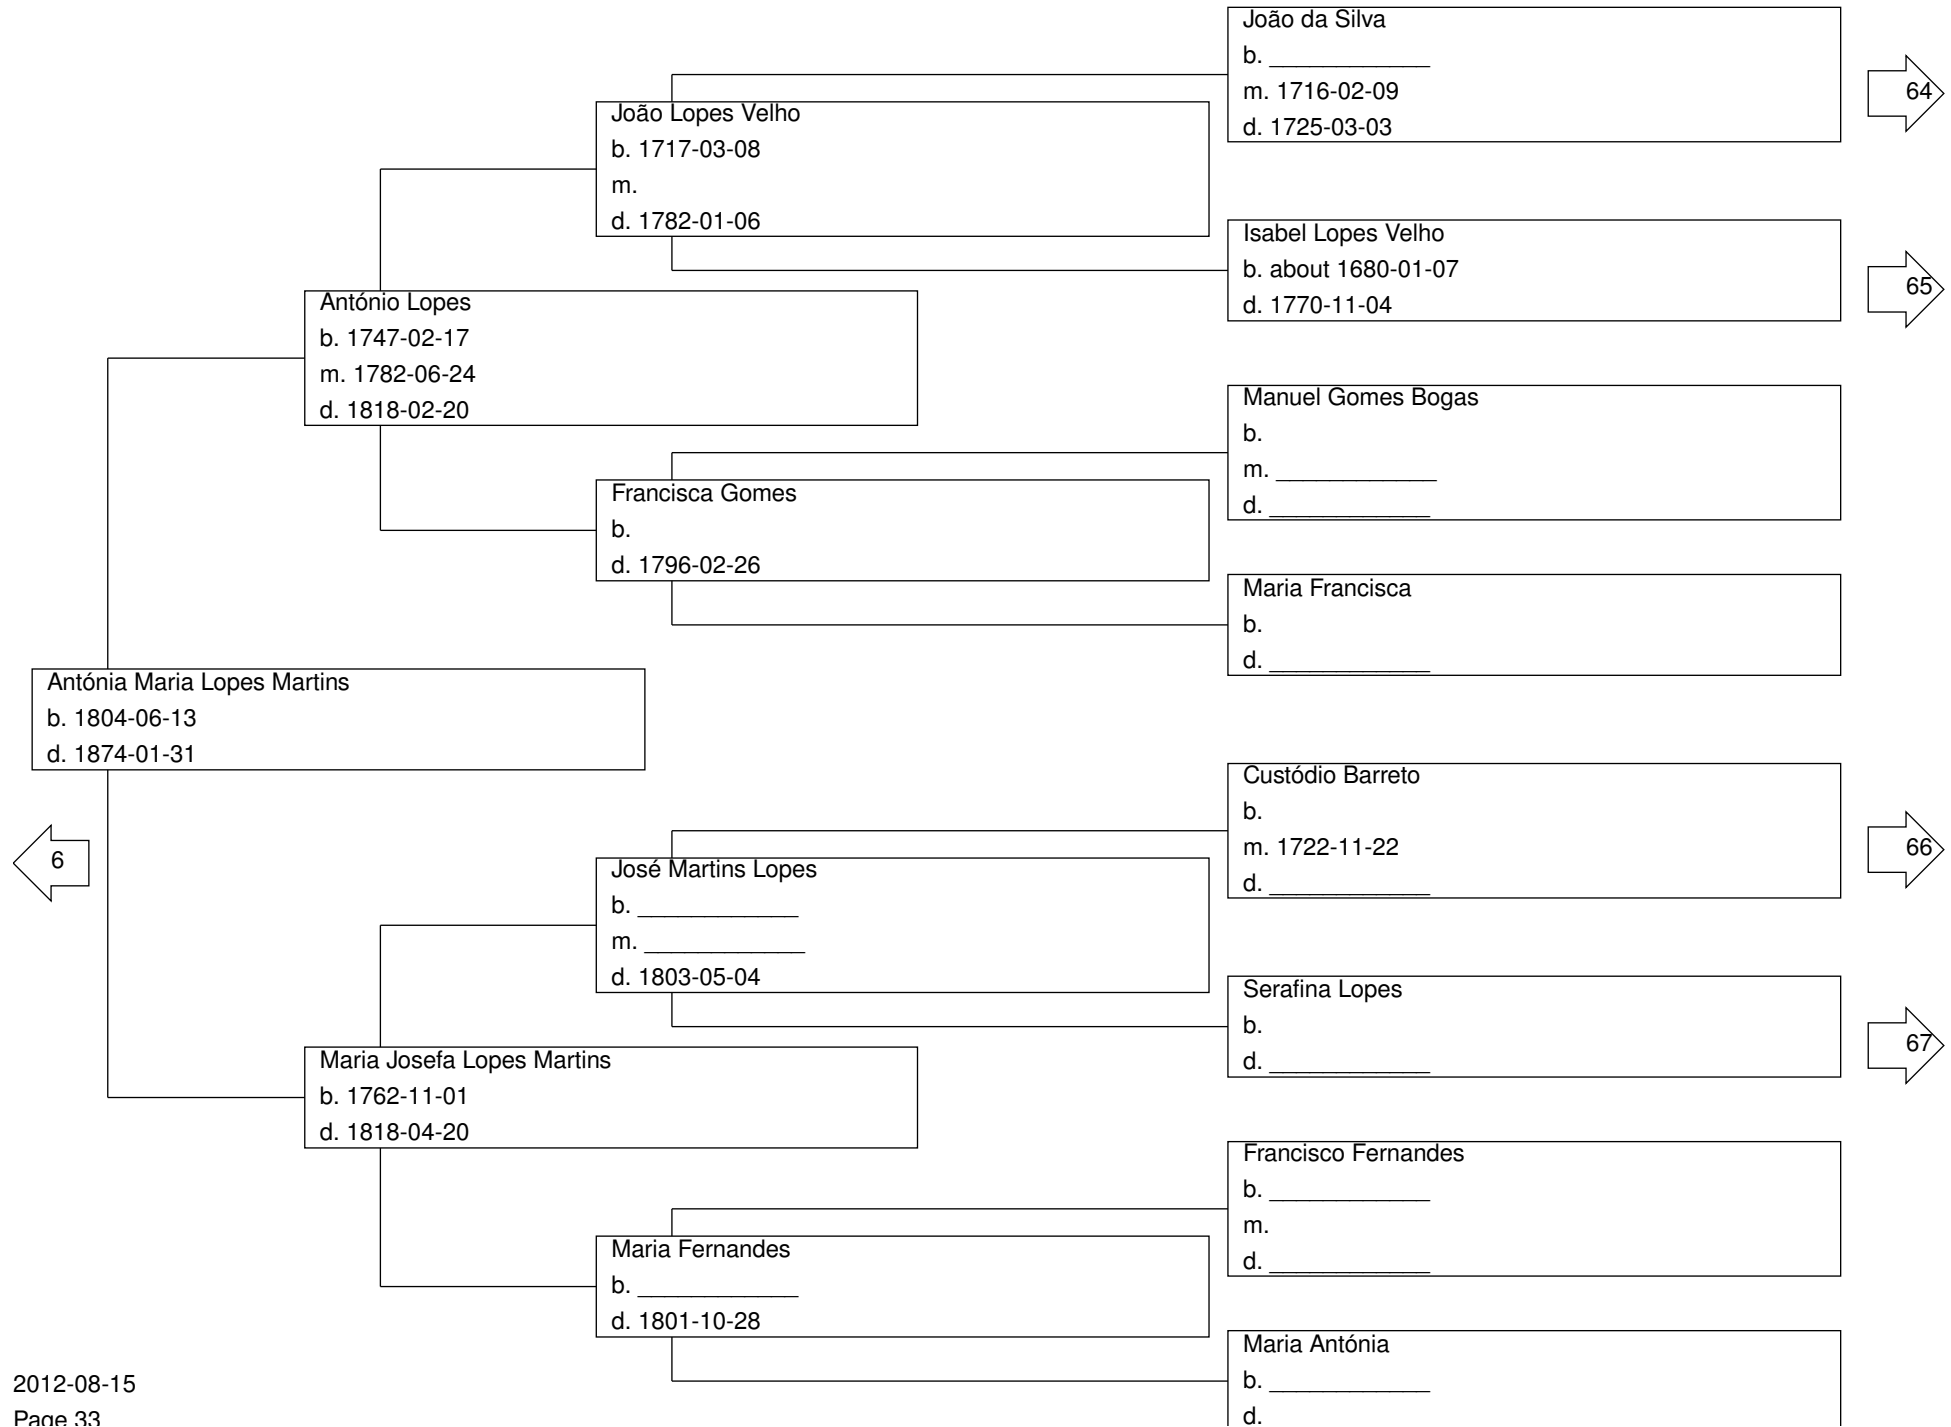 João da Silva
b. ____________
m. 1716-02-09
d. 1725-03-03
64
João Lopes Velho
b. 1717-03-08
m.
d. 1782-01-06
Isabel Lopes Velho
b. about 1680-01-07
d. 1770-11-04
65
António Lopes
b. 1747-02-17
m. 1782-06-24
d. 1818-02-20
Manuel Gomes Bogas
b.
m. ____________
d. ____________
Francisca Gomes
b.
d. 1796-02-26
Maria Francisca
b.
d. ____________
Antónia Maria Lopes Martins
b. 1804-06-13
d. 1874-01-31
6
Custódio Barreto
b.
m. 1722-11-22
d. ____________
66
José Martins Lopes
b. ____________
m. ____________
d. 1803-05-04
Serafina Lopes
b.
d. ____________
67
Maria Josefa Lopes Martins
b. 1762-11-01
d. 1818-04-20
Francisco Fernandes
b. ____________
m.
d. ____________
Maria Fernandes
b. ____________
d. 1801-10-28
Maria Antónia
b. ____________
d.
2012-08-15
Page 33